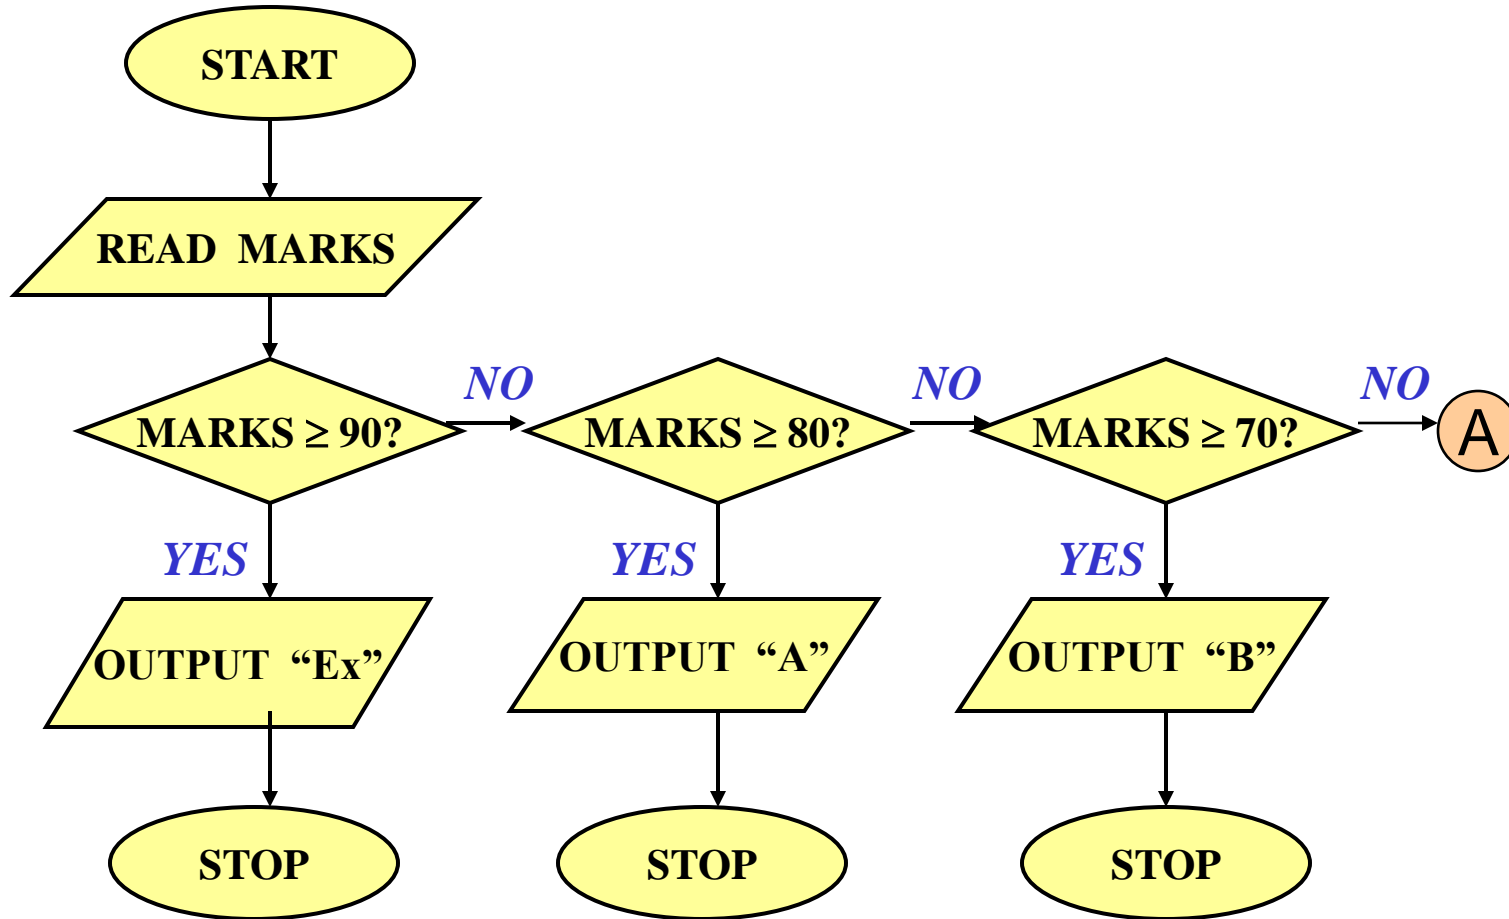 START
READ MARKS
NO
NO
NO
MARKS ≥ 90?
MARKS ≥ 80?
MARKS ≥ 70?
A
YES
YES
YES
OUTPUT “Ex”
OUTPUT “A”
OUTPUT “B”
STOP
STOP
STOP